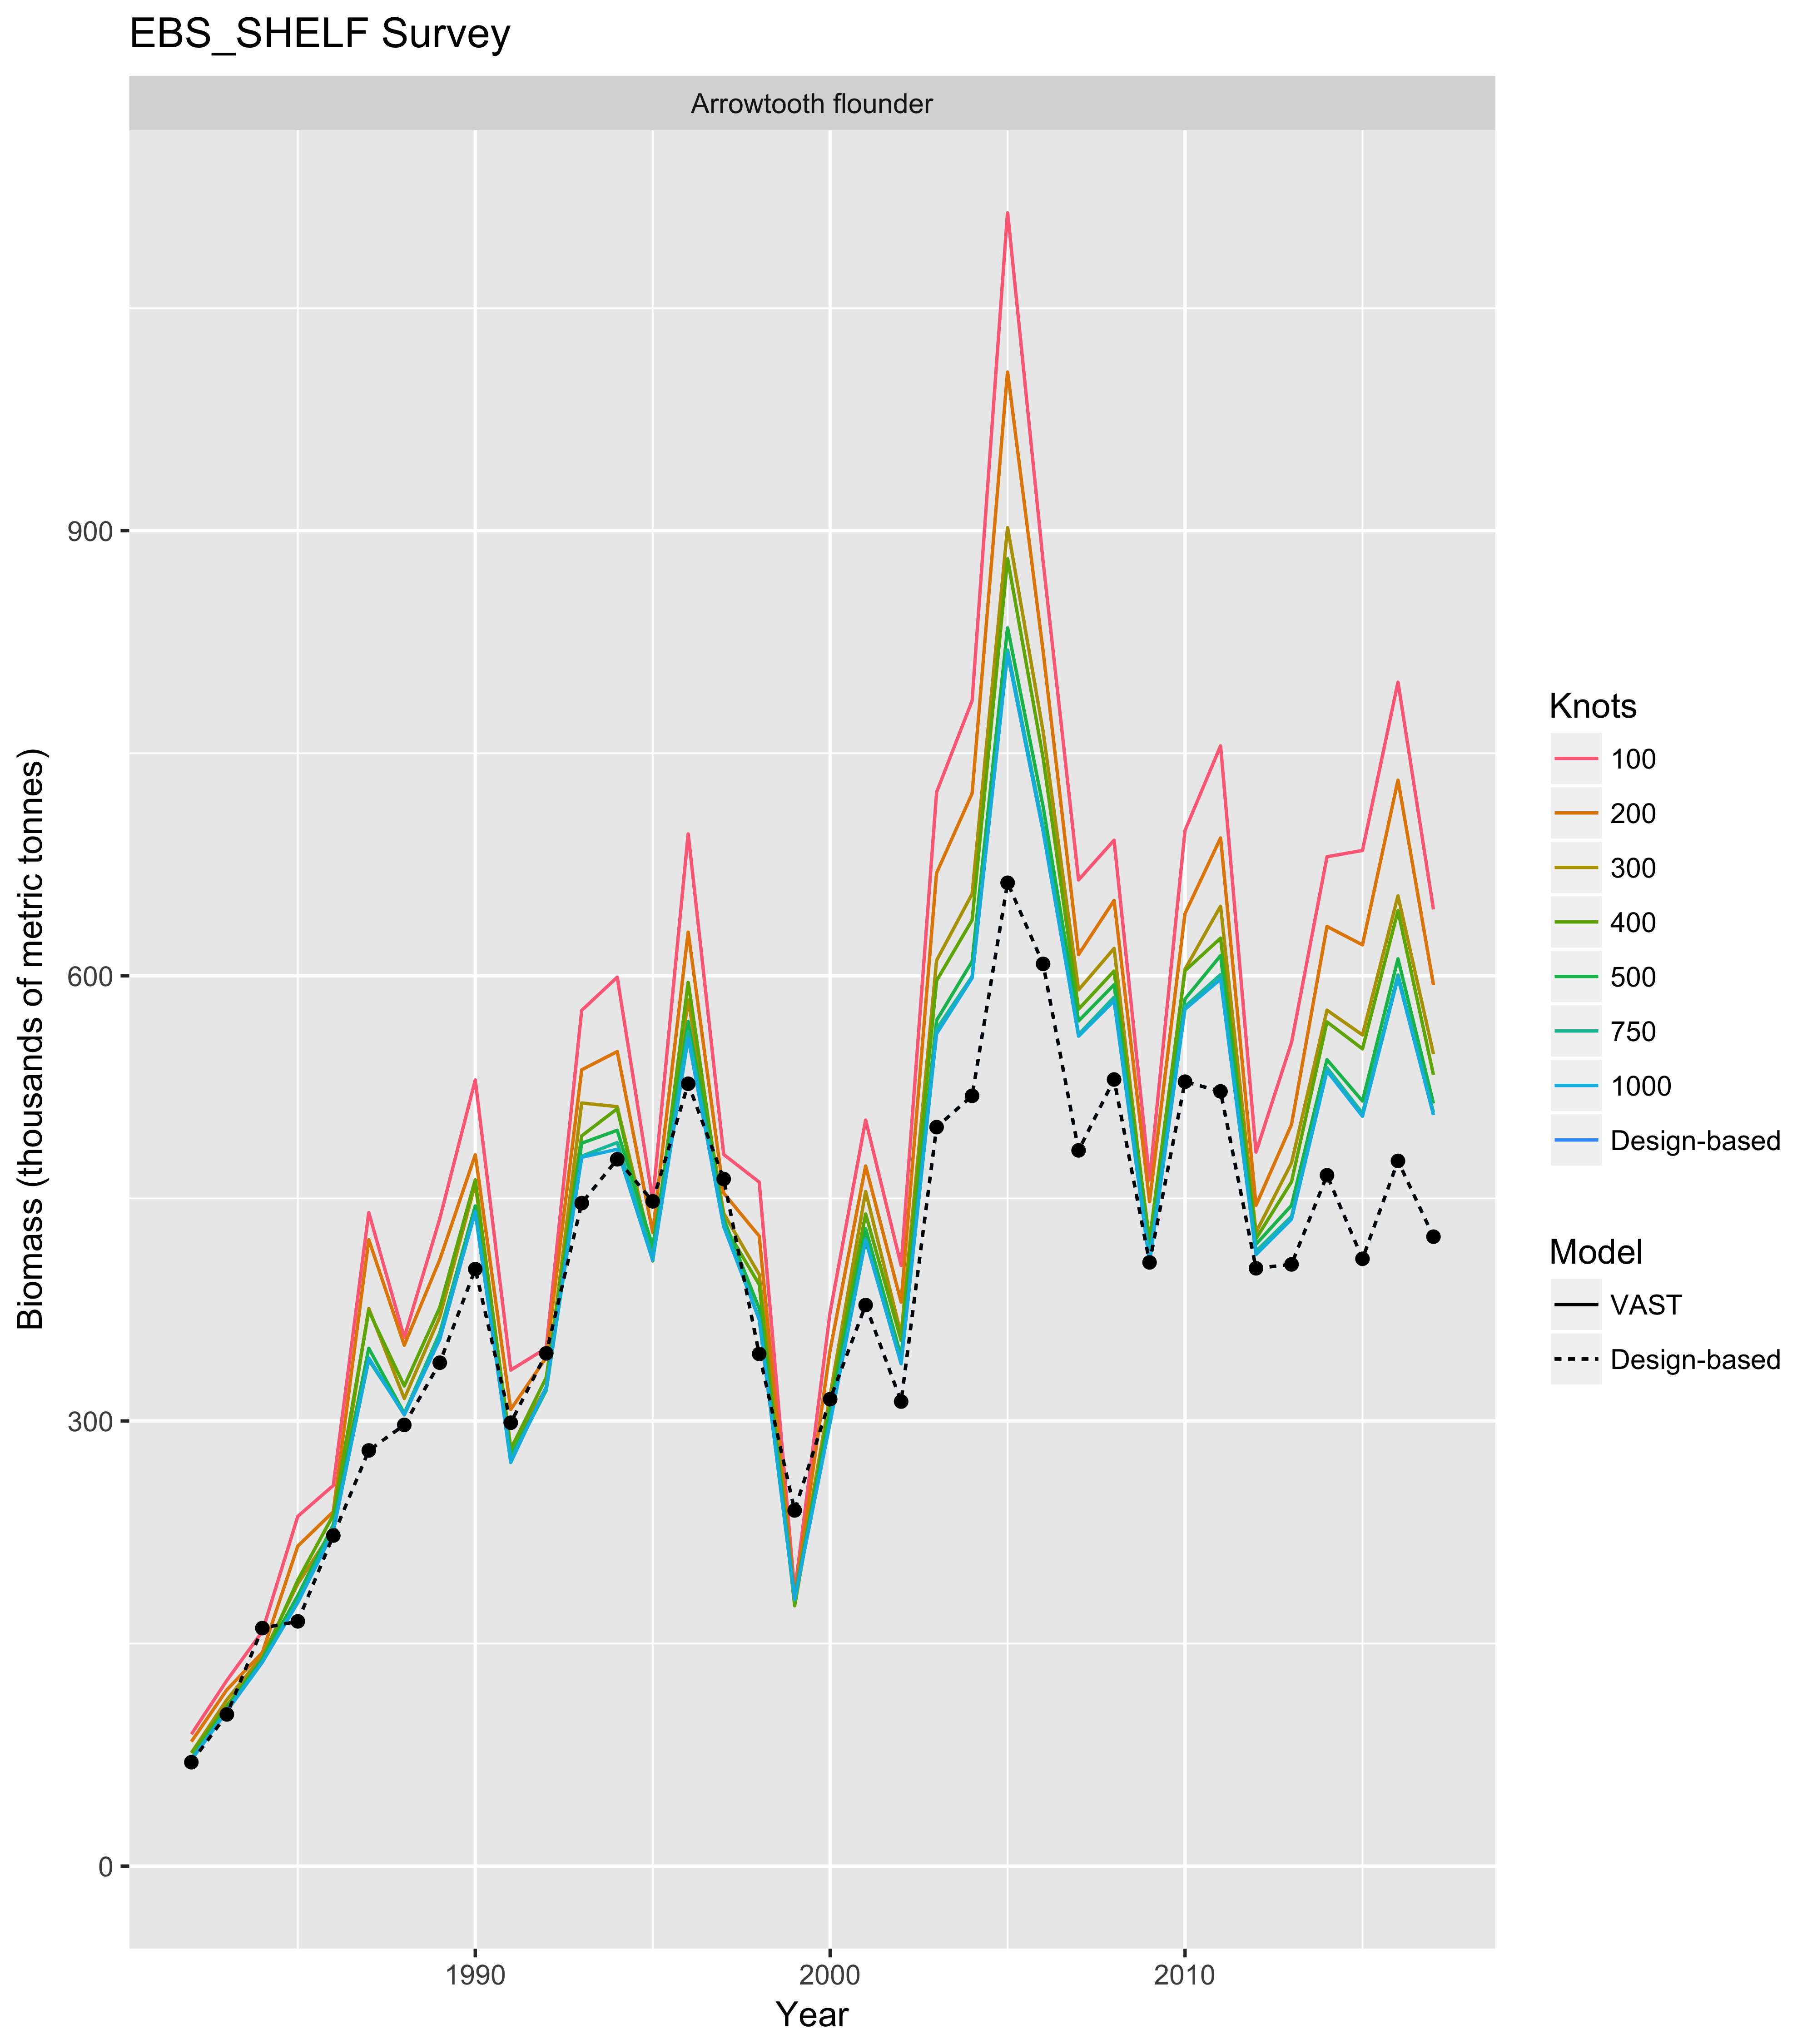 EBS_SHELF Survey
Arrowtooth flounder
900
600
300
0
Biomass (thousands of metric tonnes)
1990
2000
2010
Year
Knots
100
200
300
400
500
750
1000
Design-based
Model
VAST
Design-based